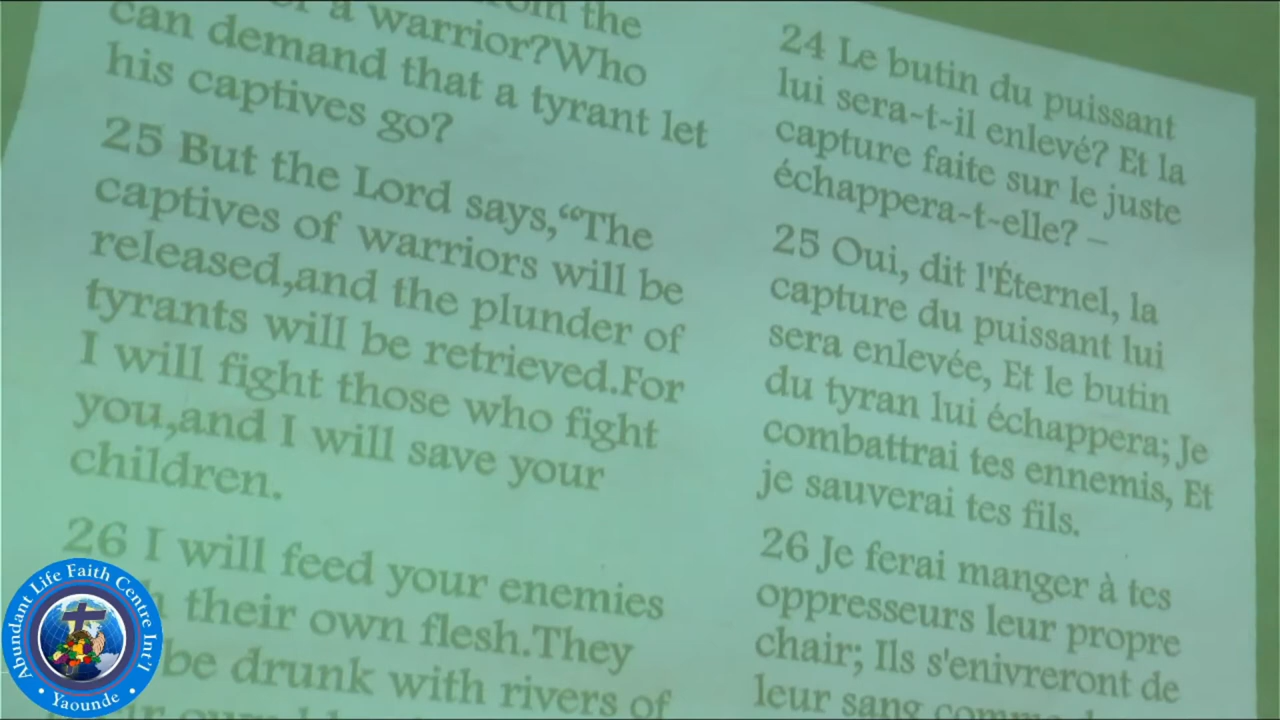 a warrior?Who
can demand that a tyrant let
his captives go?
25 But the Lord says,“The
captives of warriors will be
released,and the plunder of
tyrants will be retrieved.For
I will fight those who fight
you,and I will save your
children.
26 I will feed your enemies
their own flesh.They
be drunk with rivers of
24 Le butin du puissant
lui sera-t-il enlevé? Et la
capture faite sur le juste
échappera-t-elle? –
25 Oui, dit l'Éternel, la
capture du puissant lui
sera enlevée, Et le butin
du tyran lui échappera; Je
combattrai tes ennemis, Et
je sauverai tes fils.
26 Je ferai manger à tes
oppresseurs leur propre
chair; Ils s'enivreront de
leur sang
Abundant Life Faith Centre Int'l
• Yaounde •